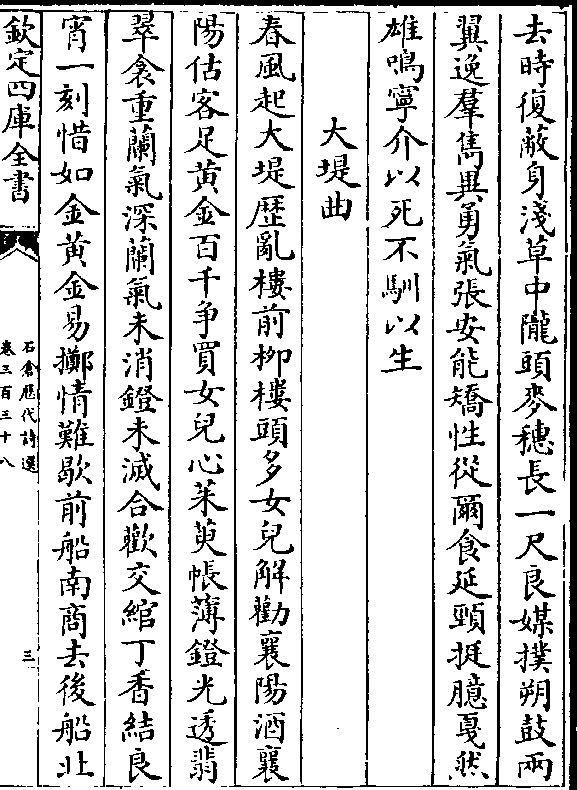 去時復蔽身淺草中隴頭麥穗長一尺良媒撲朔鼓兩
翼逸羣雋異勇氣張安能矯性從爾食延頸挺臆戛然
雄鳴寧介以死不馴以生
大堤曲
春風起大堤歷亂樓前柳樓頭多女兒解勸襄陽酒襄
陽估客足黃金百千爭買女兒心茱萸帳薄鐙光透翡
翠衾重蘭氣深蘭氣未消鐙未滅合歡交綰丁香結良
宵一刻惜如金黃金易擲情難歇前船南商去後船北
欽定四庫全書
石倉歷代詩選
卷三百三十八
三